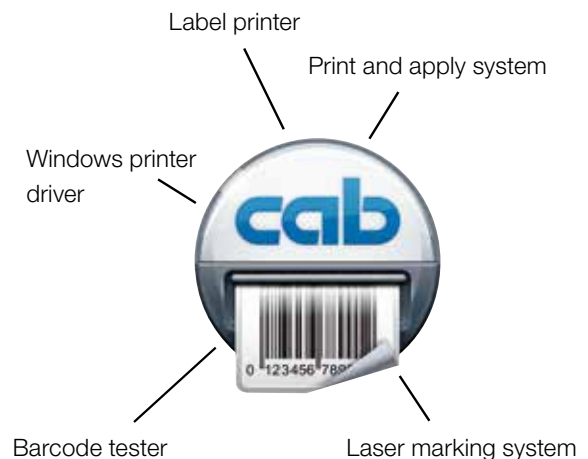 Label printer
Print and apply system
Windows printer
driver
cab
0 123456 789
Barcode tester
Laser marking system